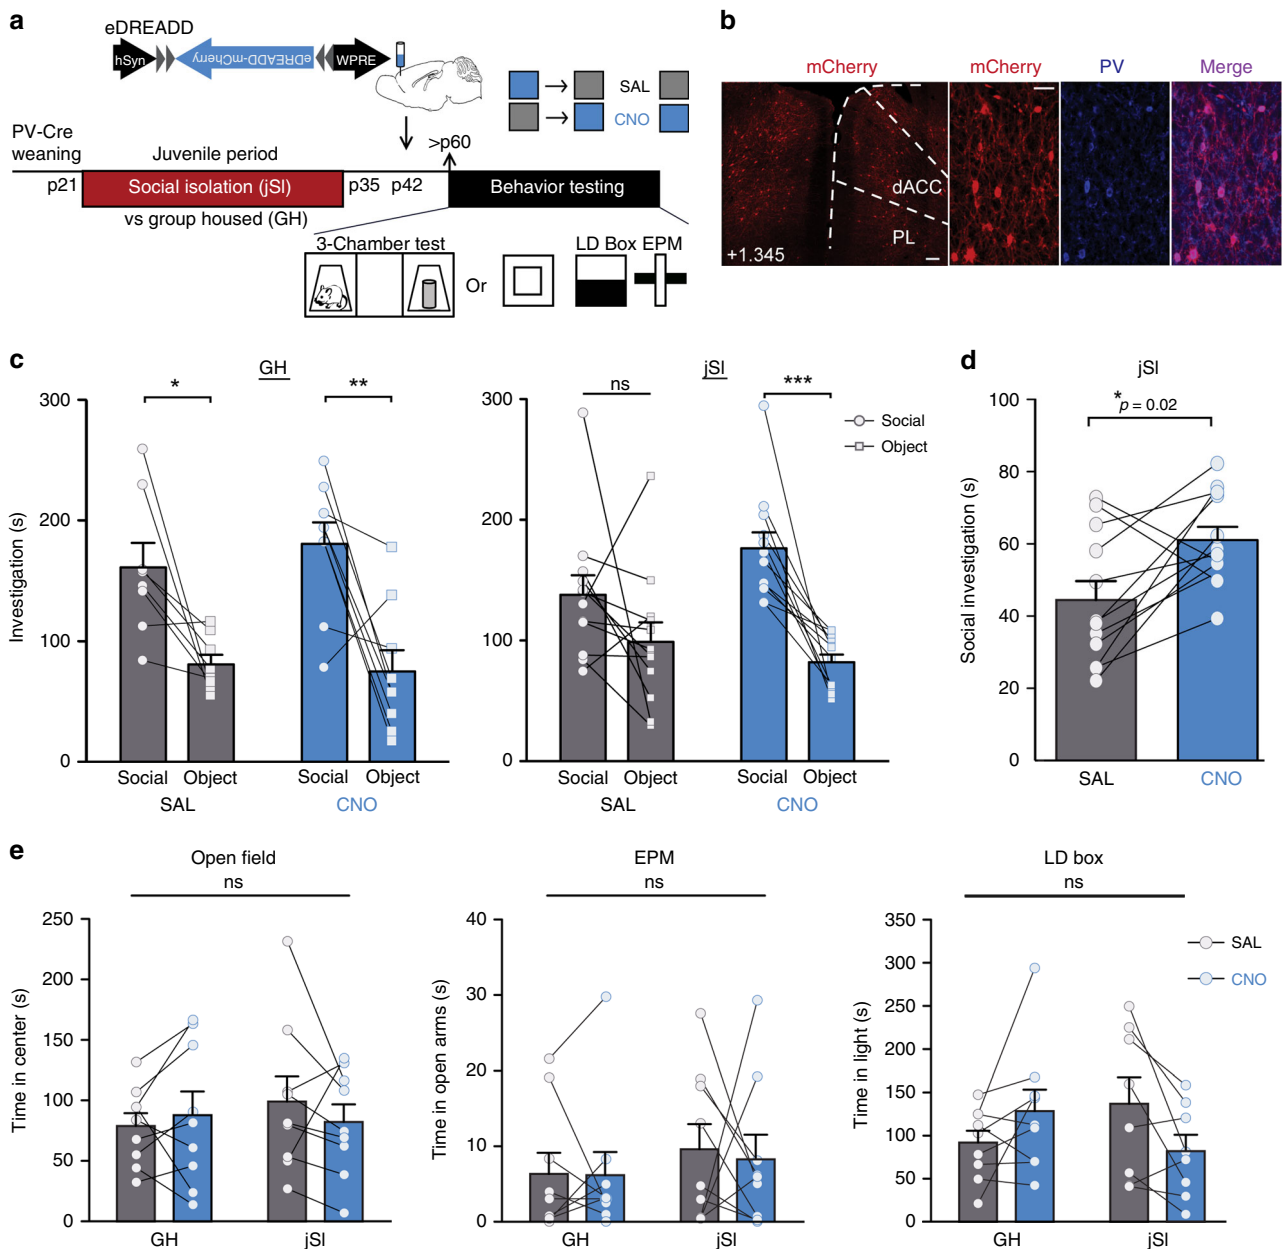 a
eDREADD
hSyn
eDREADD-mCherry
WPRE
SAL
CNO
PV-Cre
weaning
Juvenile period
>p60
p21
Social isolation (jSI)
p35
p42
Behavior testing
vs group housed (GH)
3-Chamber test
LD Box EPM
Or
b
mCherry
mCherry
PV
Merge
dACC
PL
+1.345
c
GH
jSI
*
**
ns
***
Social
Object
Investigation (s)
300
200
100
0
300
200
100
0
Social Object
Social Object
SAL
CNO
Social Object
Social Object
SAL
CNO
d
jSI
*
p = 0.02
Social investigation (s)
100
80
60
40
20
0
SAL
CNO
e
Open field
ns
Time in center (s)
250
200
150
100
50
0
GH
jSI
EPM
ns
Time in open arms (s)
40
30
20
10
0
GH
jSI
LD box
ns
Time in light (s)
350
300
250
200
150
100
50
0
GH
jSI
SAL
CNO